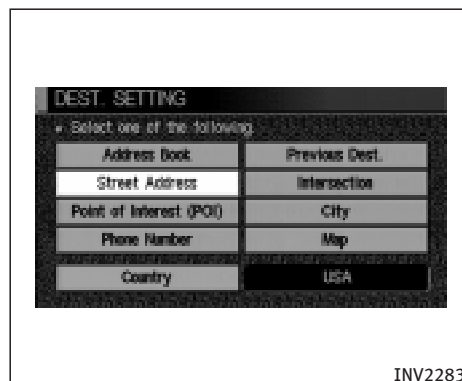 DEST. SETTING
Select one of the following.
Address Book Previous Dest.
Street Address Intersection
Point of Interest (POI) City
Phone Number Map
Country USA
INV2283